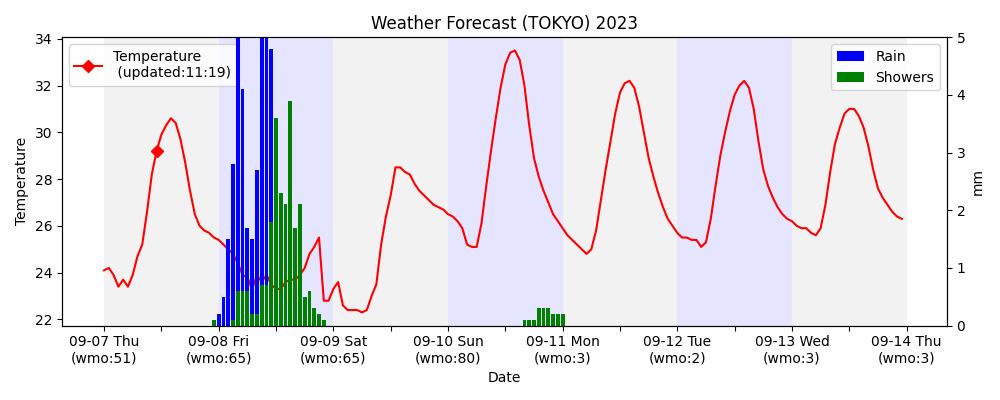 Weather Forecast (TOKYO) 2023
Temperature
(updated:11:19)
Rain
Showers
Temperature
34
32
30
28
26
24
22
5
4
3
2
1
0
mm
09-07 Thu
(wmo:51)
09-08 Fri
(wmo:65)
09-09 Sat
(wmo:65)
09-10 Sun
(wmo:80)
09-11 Mon
(wmo:3)
09-12 Tue
(wmo:2)
09-13 Wed
(wmo:3)
09-14 Thu
(wmo:3)
Date